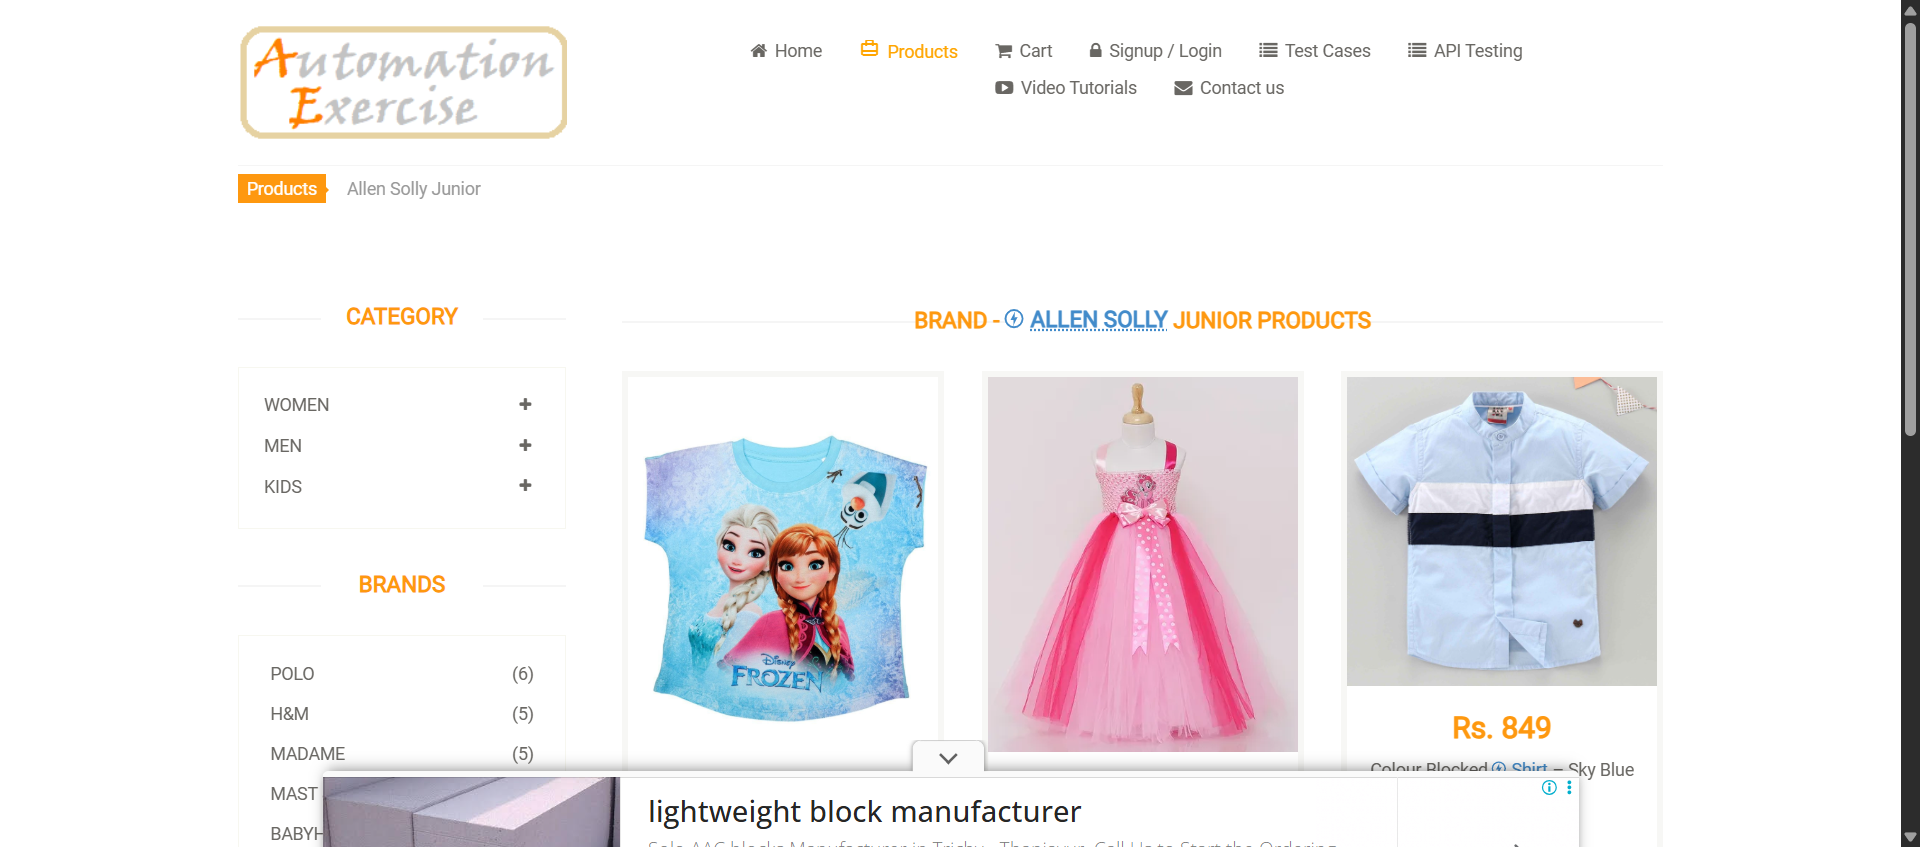 Automation
Exercise
Home
Products
Cart
Signup / Login
Test Cases
API Testing
Video Tutorials
Contact us
Products
Allen Solly Junior
CATEGORY
WOMEN
MEN
KIDS
BRANDS
POLO (6)
H&M (5)
MADAME (5)
MAST
BABYH
BRAND - ALLEN SOLLY JUNIOR PRODUCTS
Disney
FROZEN
Rs. 849
Colour Blocked Shirt – Sky Blue
lightweight block manufacturer